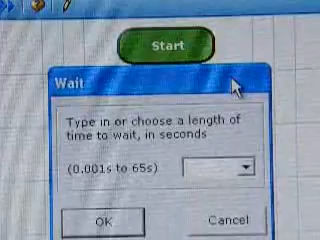 Start
Wait
Type in or choose a length of
time to wait, in seconds
(0.001s to 65s)
OK
Cancel